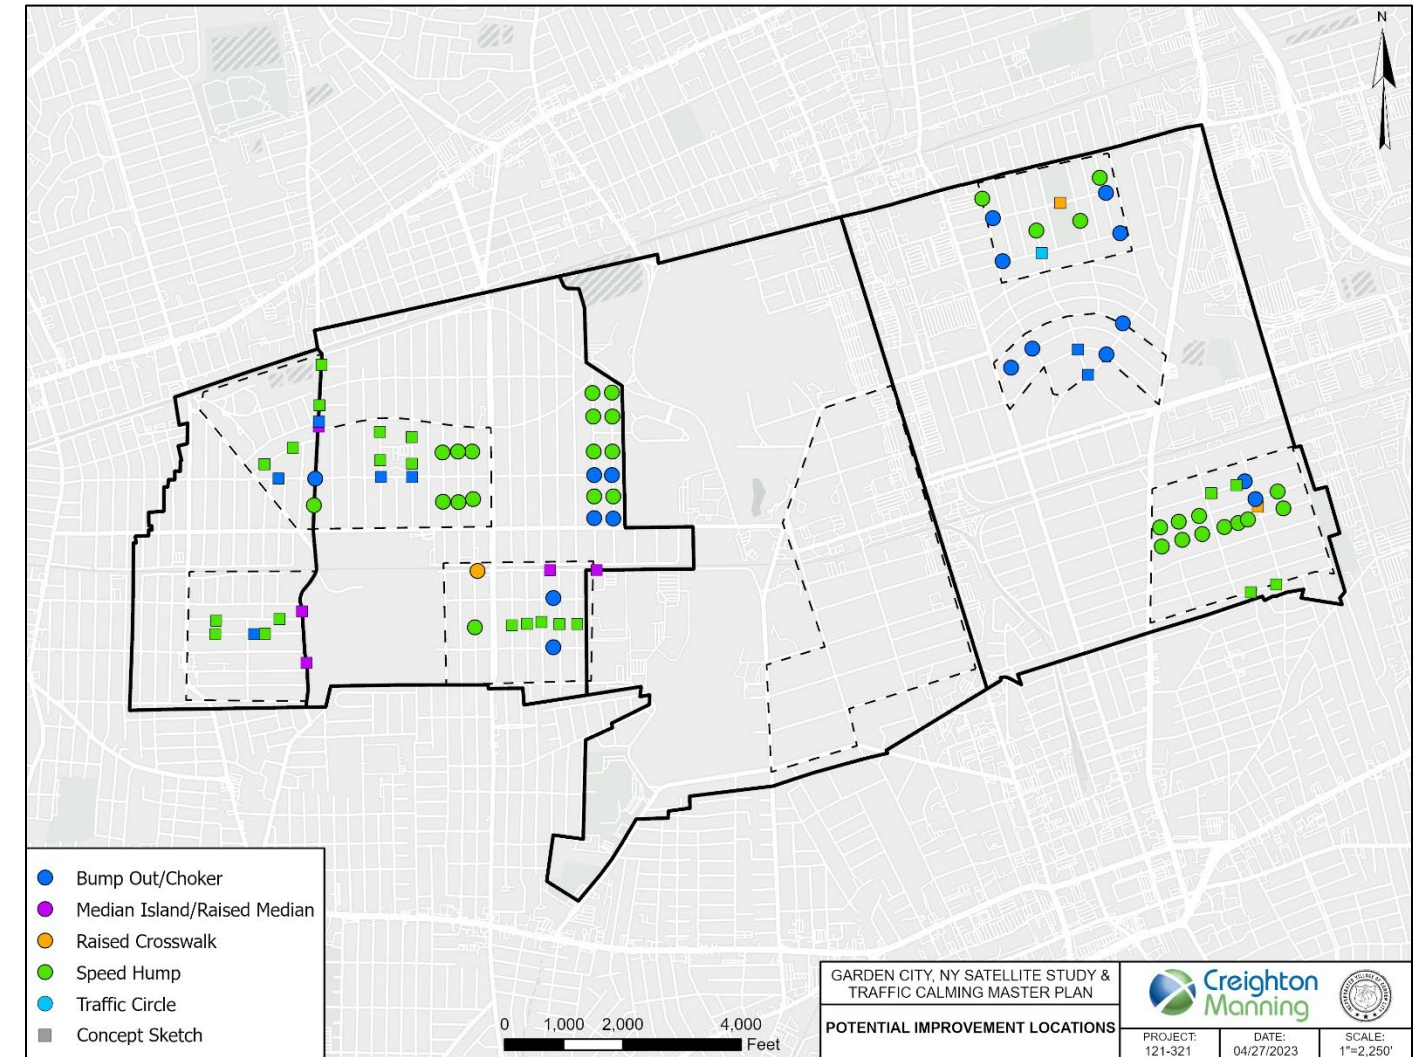 N
Bump Out/Choker
Median Island/Raised Median
Raised Crosswalk
Speed Hump
Traffic Circle
Concept Sketch
0 1,000 2,000 4,000
Feet
GARDEN CITY, NY SATELLITE STUDY &
TRAFFIC CALMING MASTER PLAN
POTENTIAL IMPROVEMENT LOCATIONS
Creighton
Manning
PROJECT:
121-321
DATE:
04/27/2023
SCALE:
1"=2,250'